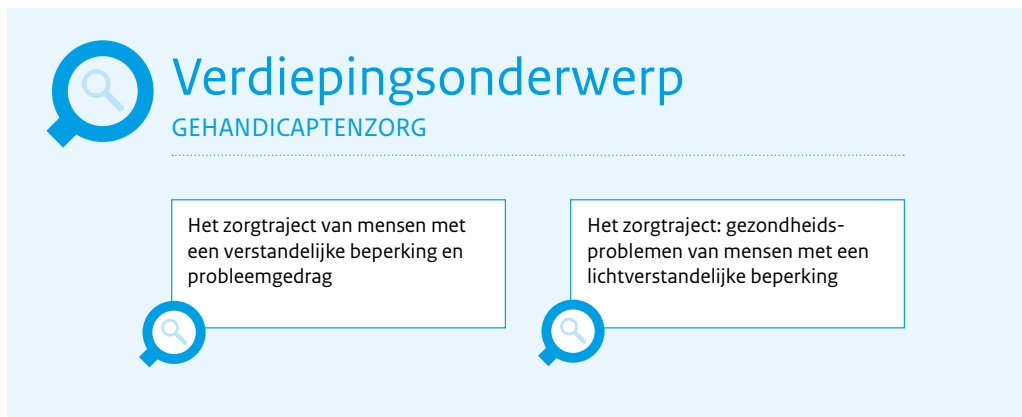 Verdiepingsonderwerp
GEHANDICAPTENZORG
Het zorgtraject van mensen met
een verstandelijke beperking en
probleemgedrag
Het zorgtraject: gezondheids-
problemen van mensen met een
lichtverstandelijke beperking